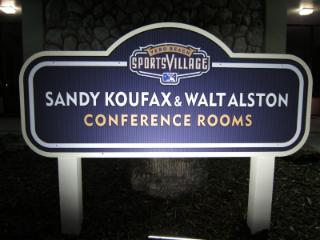 VERO BEACH
SPORTSVILLAGE
SANDY KOUFAX & WALT ALSTON
CONFERENCE ROOMS